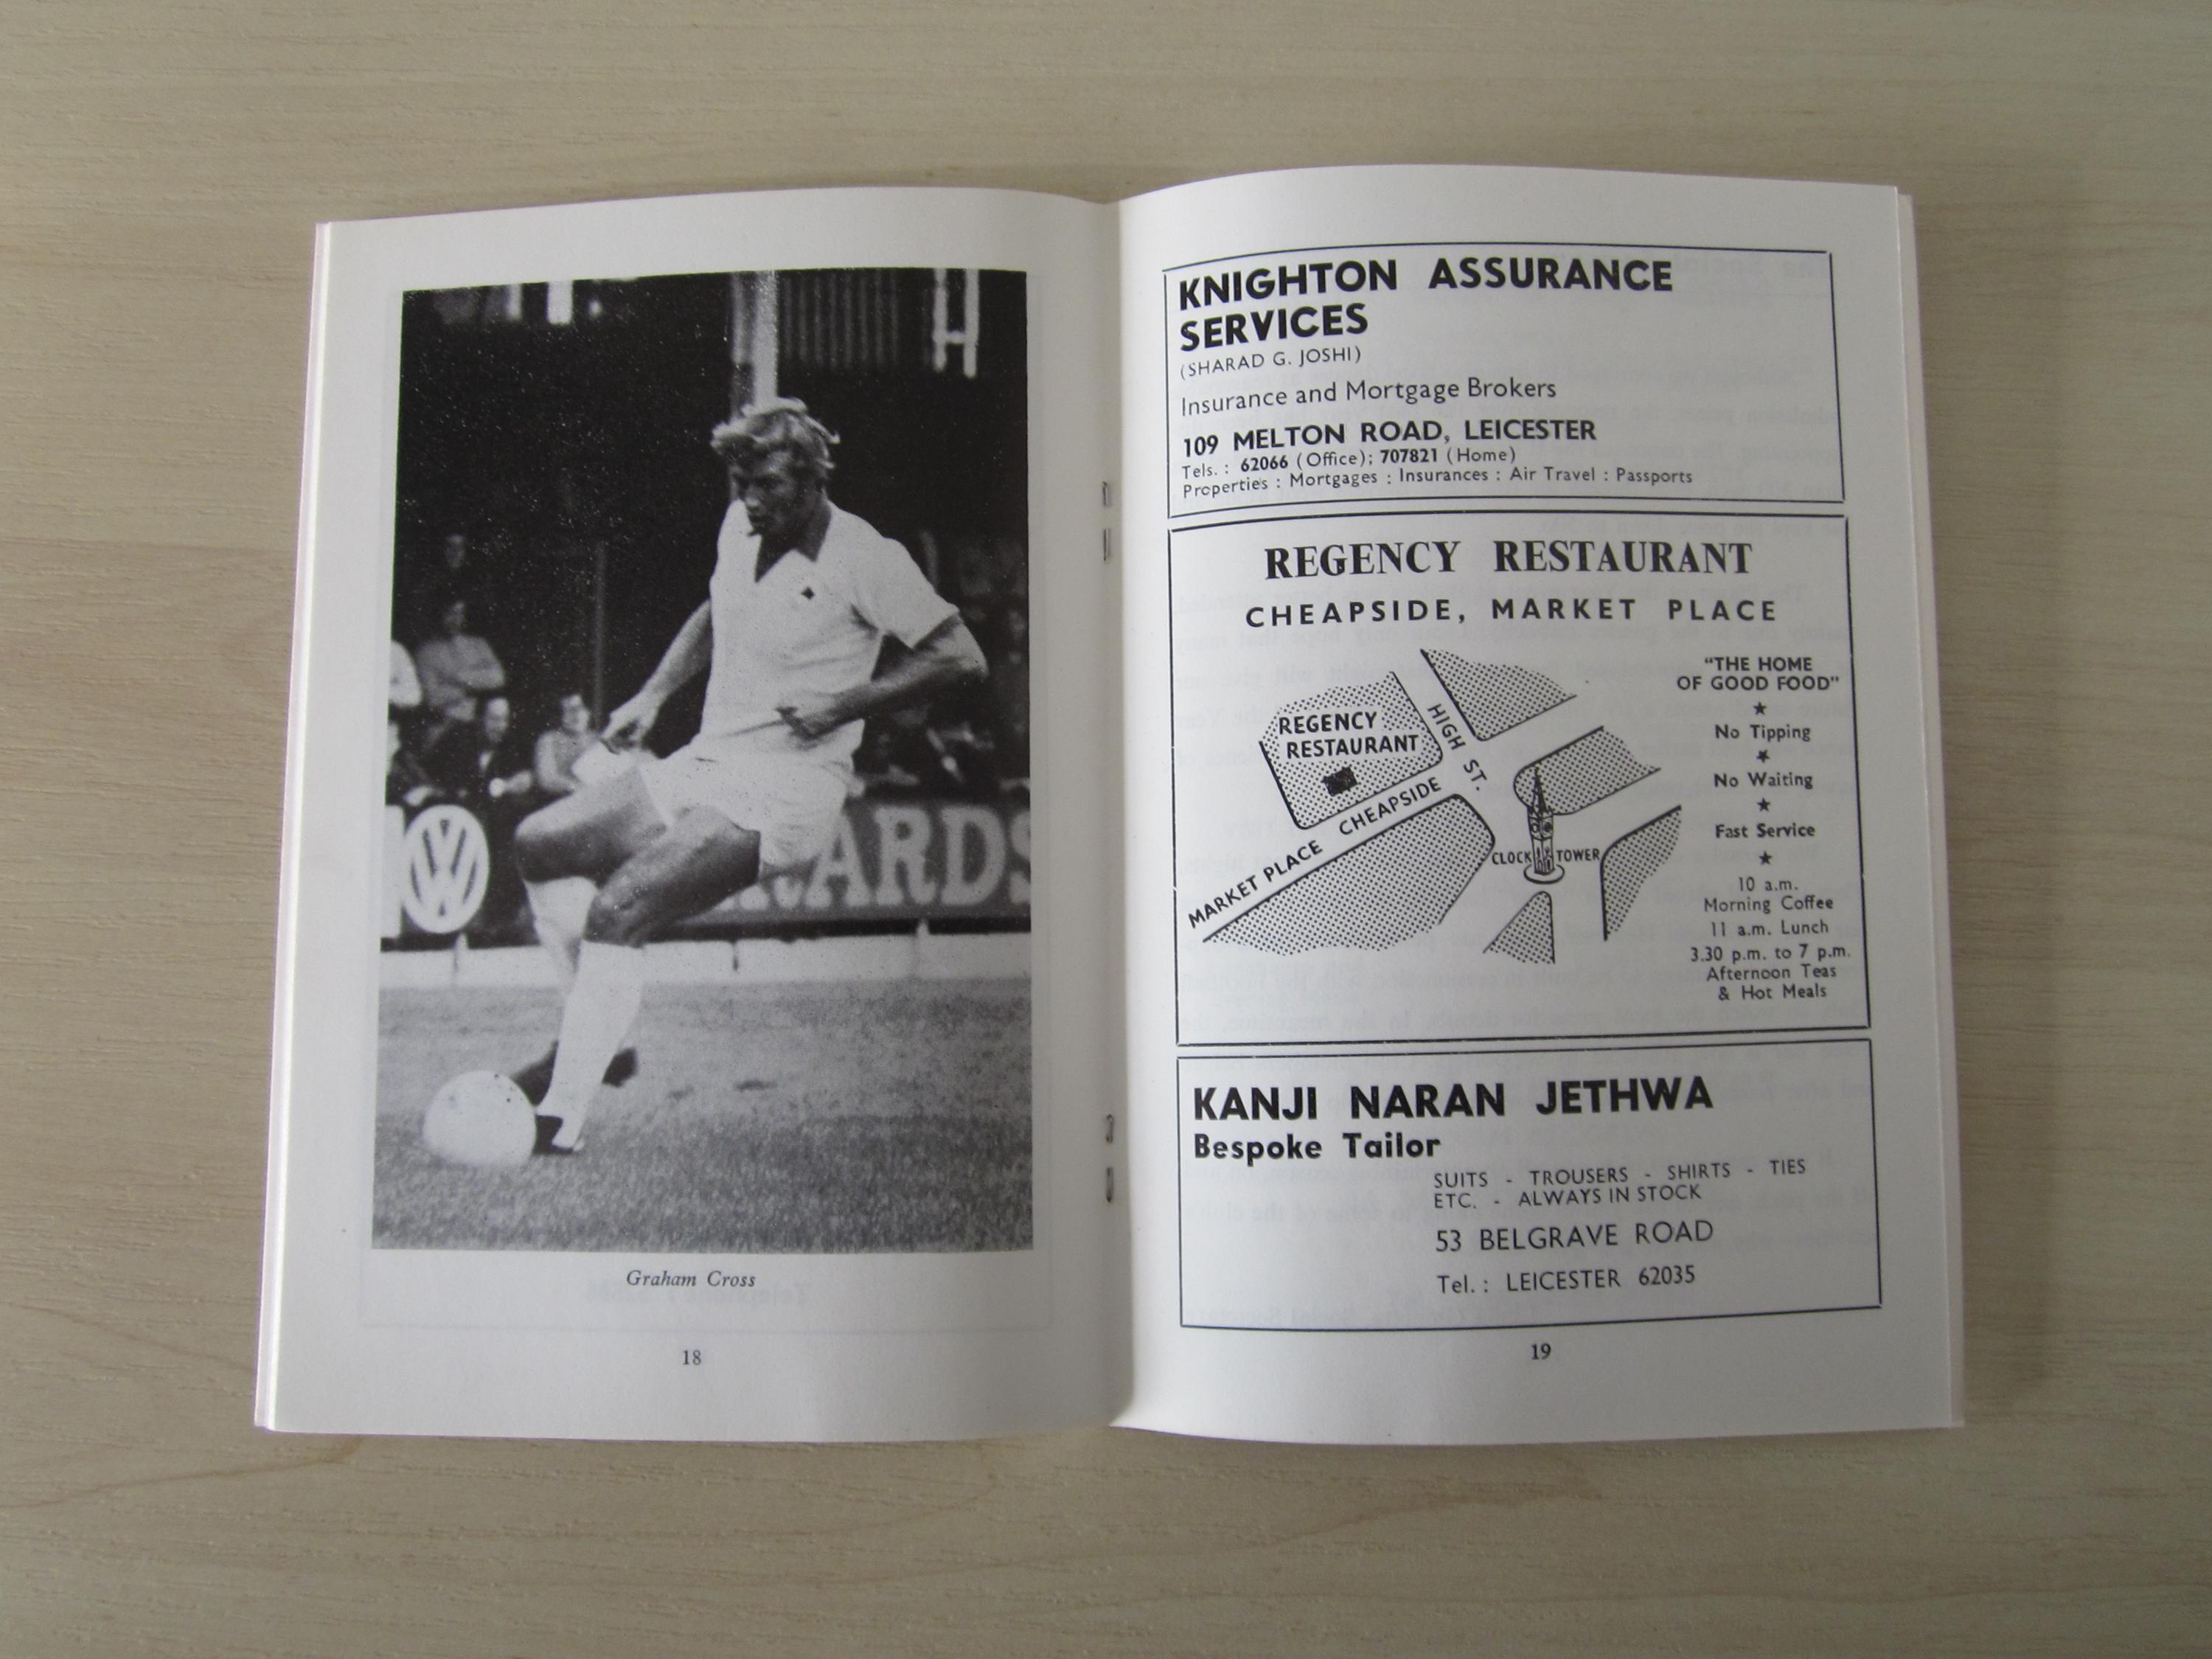 ARDS
Graham Cross
18
KNIGHTON ASSURANCE
SERVICES
(SHARAD G. JOSHI)
Insurance and Mortgage Brokers
109 MELTON ROAD, LEICESTER
Tels. : 62066 (Office); 707821 (Home)
Properties : Mortgages : Insurances : Air Travel : Passports
REGENCY RESTAURANT
CHEAPSIDE, MARKET PLACE
REGENCY
RESTAURANT
HIGH ST.
MARKET PLACE CHEAPSIDE
CLOCK TOWER
"THE HOME
OF GOOD FOOD"
★
No Tipping
★
No Waiting
★
Fast Service
★
10 a.m.
Morning Coffee
11 a.m. Lunch
3.30 p.m. to 7 p.m.
Afternoon Teas
& Hot Meals
KANJI NARAN JETHWA
Bespoke Tailor
SUITS - TROUSERS - SHIRTS - TIES
ETC. - ALWAYS IN STOCK
53 BELGRAVE ROAD
Tel. : LEICESTER 62035
19